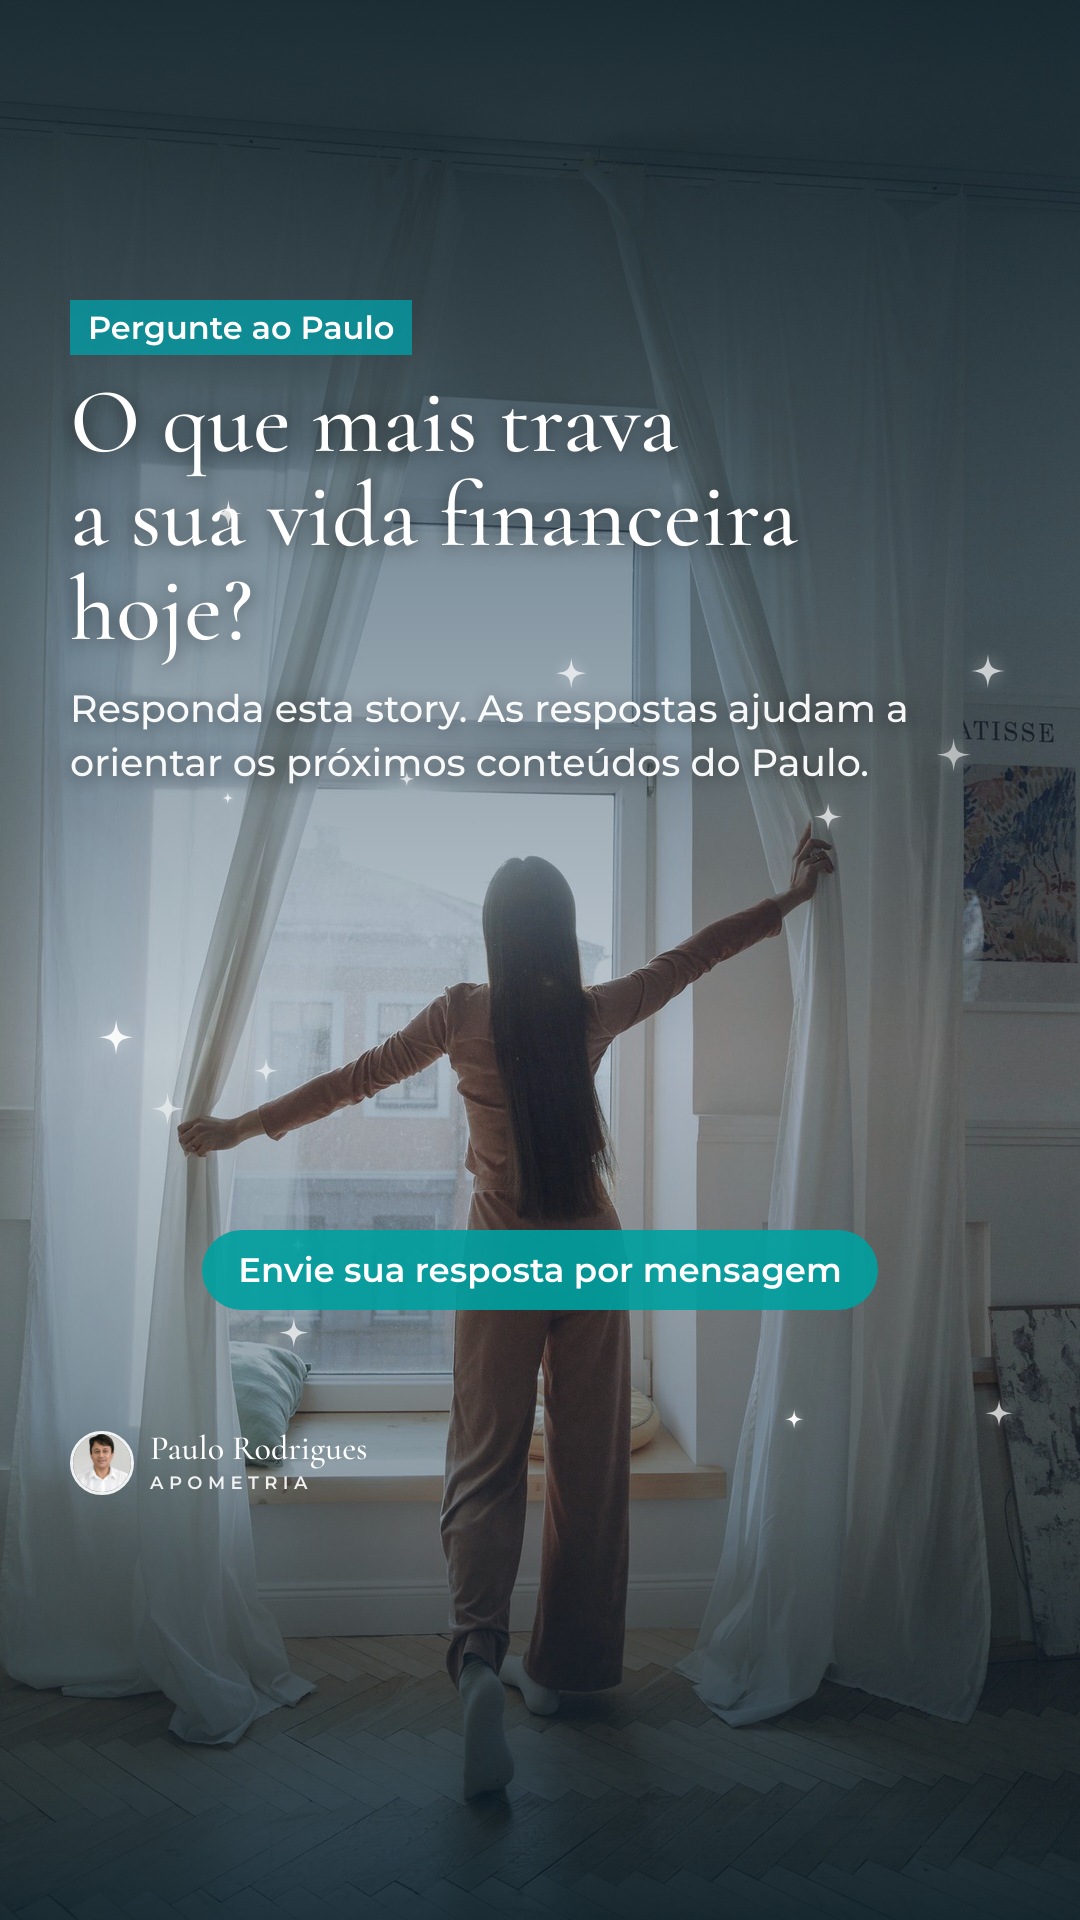 Pergunte ao Paulo
O que mais trava
a sua vida financeira
hoje?
Responda esta story. As respostas ajudam a
orientar os próximos conteúdos do Paulo.
ATISSE
Envie sua resposta por mensagem
Paulo Rodrigues
APOMETRIA